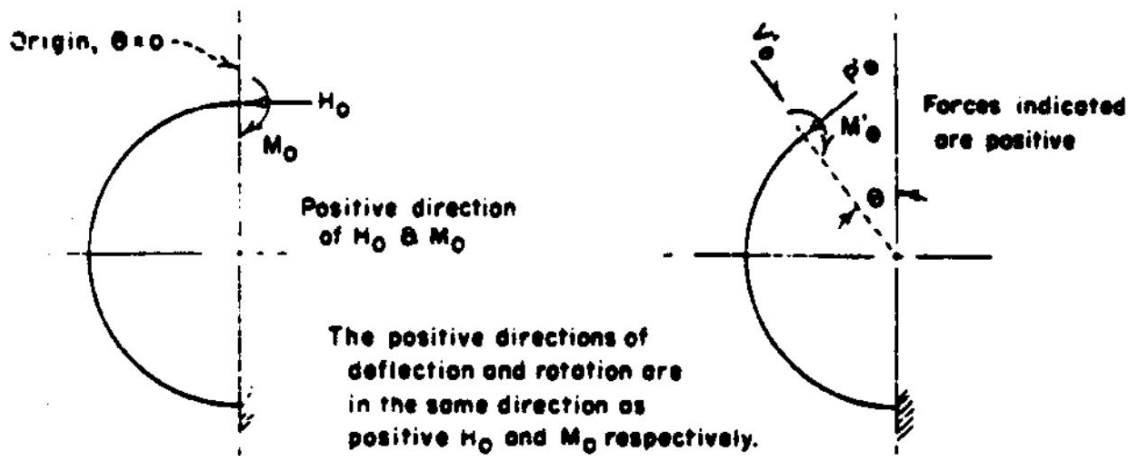 Origin, θ=0
H₀
M₀
Positive direction
of H₀ & M₀
The positive directions of
deflection and rotation are
in the same direction as
positive H₀ and M₀ respectively.
θ
M'θ
Forces indicated
are positive
θ